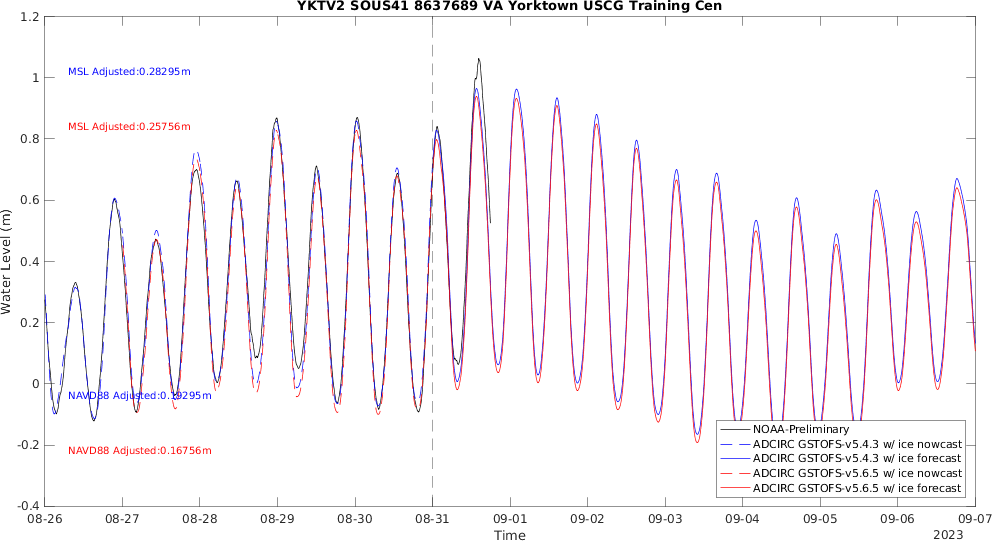 YKTV2 SOUS41 8637689 VA Yorktown USCG Training Cen
1.2
1
0.8
0.6
0.4
0.2
0
-0.2
-0.4
Water Level (m)
MSL Adjusted:0.28295m
MSL Adjusted:0.25756m
NAVD88 Adjusted:0.19295m
NAVD88 Adjusted:0.16756m
NOAA-Preliminary
ADCIRC GSTOFS-v5.4.3 w/ ice nowcast
ADCIRC GSTOFS-v5.4.3 w/ ice forecast
ADCIRC GSTOFS-v5.6.5 w/ ice nowcast
ADCIRC GSTOFS-v5.6.5 w/ ice forecast
08-26 08-27 08-28 08-29 08-30 08-31 09-01 09-02 09-03 09-04 09-05 09-06 09-07
Time
2023